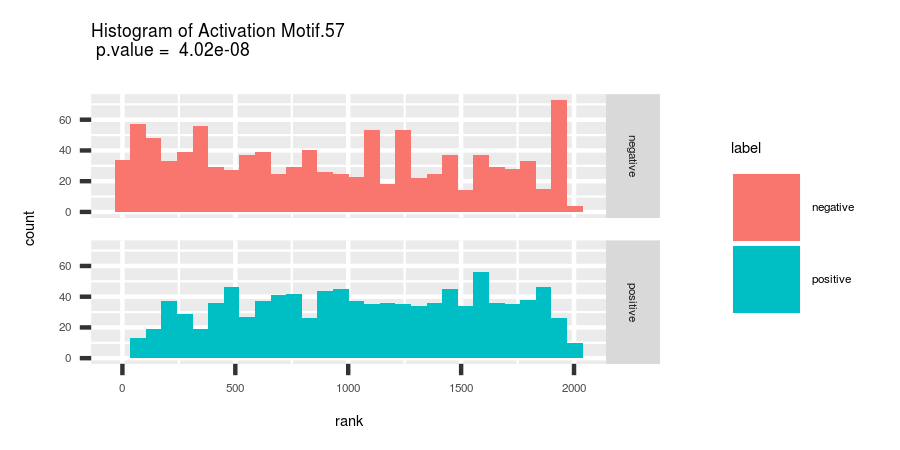 Histogram of Activation Motif.57
p.value = 4.02e-08
count
60
40
20
0
negative
60
40
20
0
positive
0 500 1000 1500 2000
rank
label
negative
positive